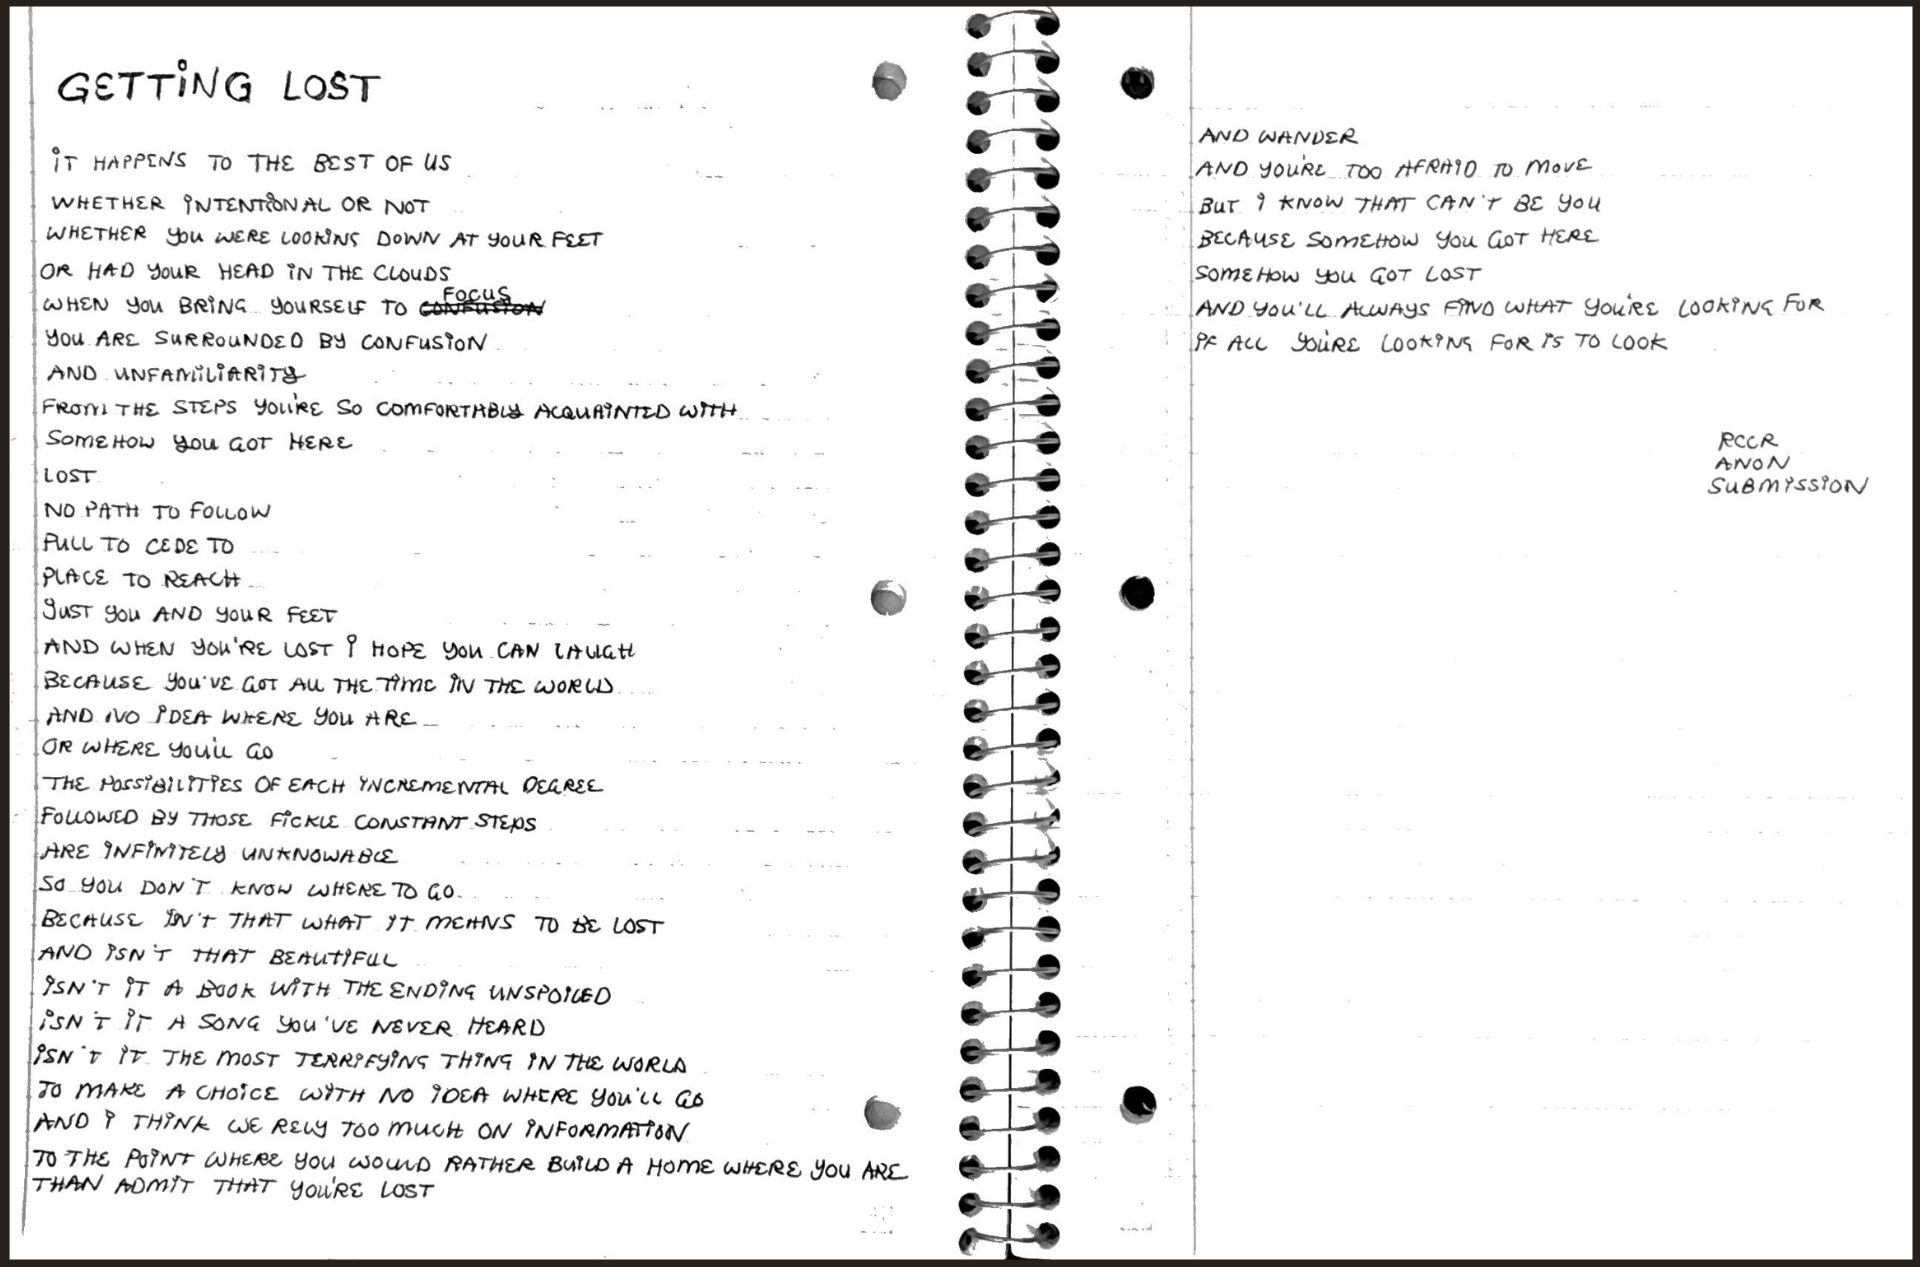 GETTING LOST
IT HAPPENS TO THE BEST OF US
WHETHER INTENTIONAL OR NOT
WHETHER YOU WERE LOOKING DOWN AT YOUR FEET
OR HAD YOUR HEAD IN THE CLOUDS
WHEN YOU BRING YOURSELF TO CONFUSION FOCUS
YOU ARE SURROUNDED BY CONFUSION
AND UNFAMILIARITY
FROM THE STEPS YOU'RE SO COMFORTABLY ACQUAINTED WITH
SOMEHOW YOU GOT HERE
LOST
NO PATH TO FOLLOW
PULL TO CEDE TO
PLACE TO REACH
JUST YOU AND YOUR FEET
AND WHEN YOU'RE LOST I HOPE YOU CAN LAUGH
BECAUSE YOU'VE GOT ALL THE TIME IN THE WORLD
AND NO IDEA WHERE YOU ARE
OR WHERE YOU'LL GO
THE POSSIBILITIES OF EACH INCREMENTAL DEGREE
FOLLOWED BY THOSE FICKLE CONSTANT STEPS
ARE INFINITELY UNKNOWABLE
SO YOU DON'T KNOW WHERE TO GO
BECAUSE ISN'T THAT WHAT IT MEANS TO BE LOST
AND ISN'T THAT BEAUTIFUL
ISN'T IT A BOOK WITH THE ENDING UNSPOILED
ISN'T IT A SONG YOU'VE NEVER HEARD
ISN'T IT THE MOST TERRIFYING THING IN THE WORLD
TO MAKE A CHOICE WITH NO IDEA WHERE YOU'LL GO
AND I THINK WE RELY TOO MUCH ON INFORMATION
TO THE POINT WHERE YOU WOULD RATHER BUILD A HOME WHERE YOU ARE
THAN ADMIT THAT YOU'RE LOST
AND WANDER
AND YOU'RE TOO AFRAID TO MOVE
BUT I KNOW THAT CAN'T BE YOU
BECAUSE SOMEHOW YOU GOT HERE
SOMEHOW YOU GOT LOST
AND YOU'LL ALWAYS FIND WHAT YOU'RE LOOKING FOR
IF ALL YOU'RE LOOKING FOR IS TO LOOK
RCCR
ANON
SUBMISSION